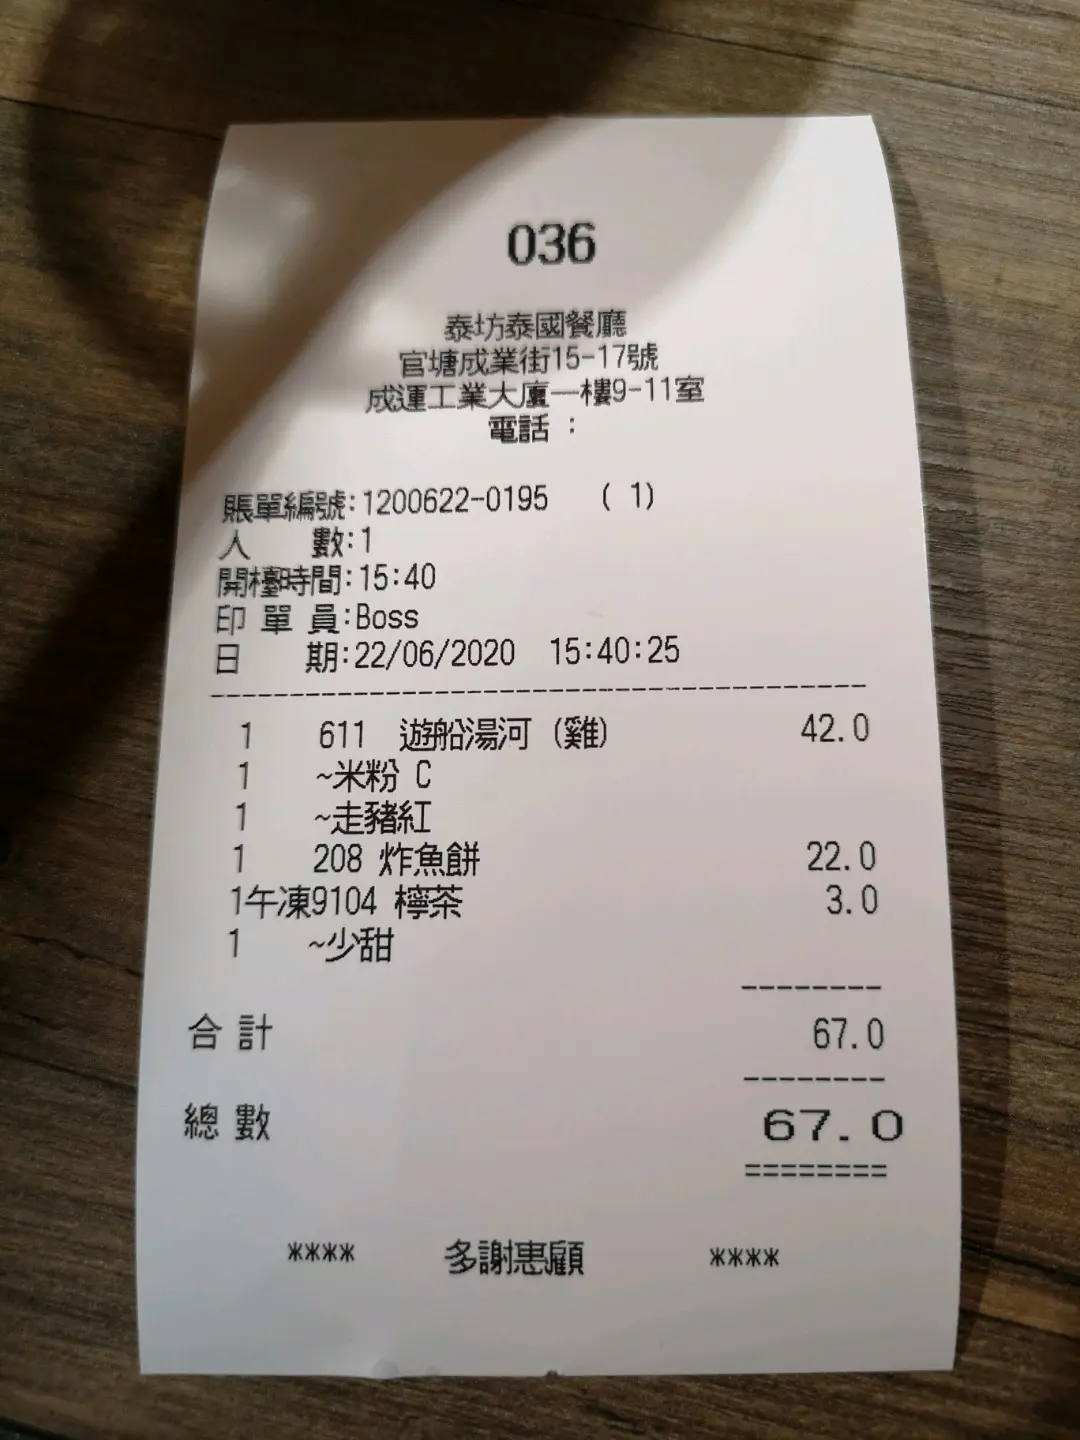 036
泰坊泰國餐廳
官塘成業街15-17號
成運工業大廈一樓9-11室
電話：
賬單編號:1200622-0195 ( 1)
人 數:1
開檯時間:15:40
印 單 員:Boss
日 期:22/06/2020 15:40:25
1 611 遊船湯河 (雞) 42.0
1 ~米粉 C
1 ~走豬紅
1 208 炸魚餅 22.0
1午凍9104 檸茶 3.0
1 ~少甜
合 計 67.0
總 數 67.0
**** 多謝惠顧 ****